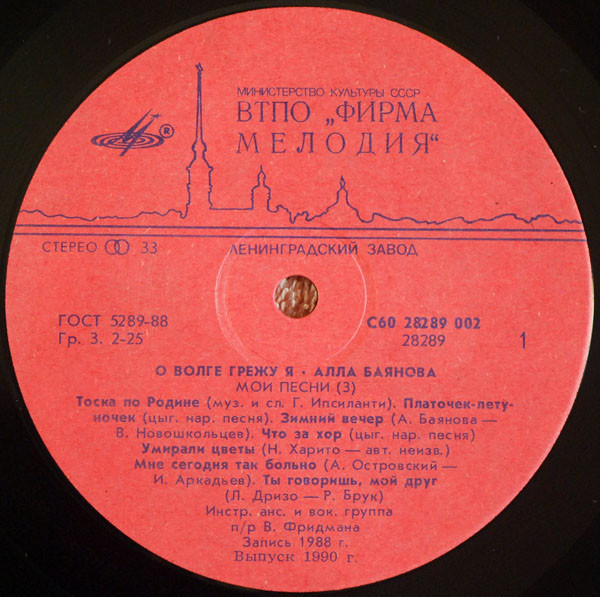 МИНИСТЕРСТВО КУЛЬТУРЫ СССР
ВТПО „ФИРМА
МЕЛОДИЯ“
®
СТЕРЕО 33
ЛЕНИНГРАДСКИЙ ЗАВОД
ГОСТ 5289-88
Гр. 3. 2-25
С60 28289 002
28289
1
О ВОЛГЕ ГРЕЖУ Я · АЛЛА БАЯНОВА
МОИ ПЕСНИ (3)
Тоска по Родине (муз. и сл. Г. Ипсиланти). Платочек-лету-
ночек (цыг. нар. песня). Зимний вечер (А. Баянова —
В. Новошкольцев). Что за хор (цыг. нар. песня)
Умирали цветы (Н. Харито — авт. неизв.)
Мне сегодня так больно (А. Островский —
И. Аркадьев). Ты говоришь, мой друг
(Л. Дризо — Р. Брук)
Инстр. анс. и вок. группа
п/р В. Фридмана
Запись 1988 г.
Выпуск 1990 г.